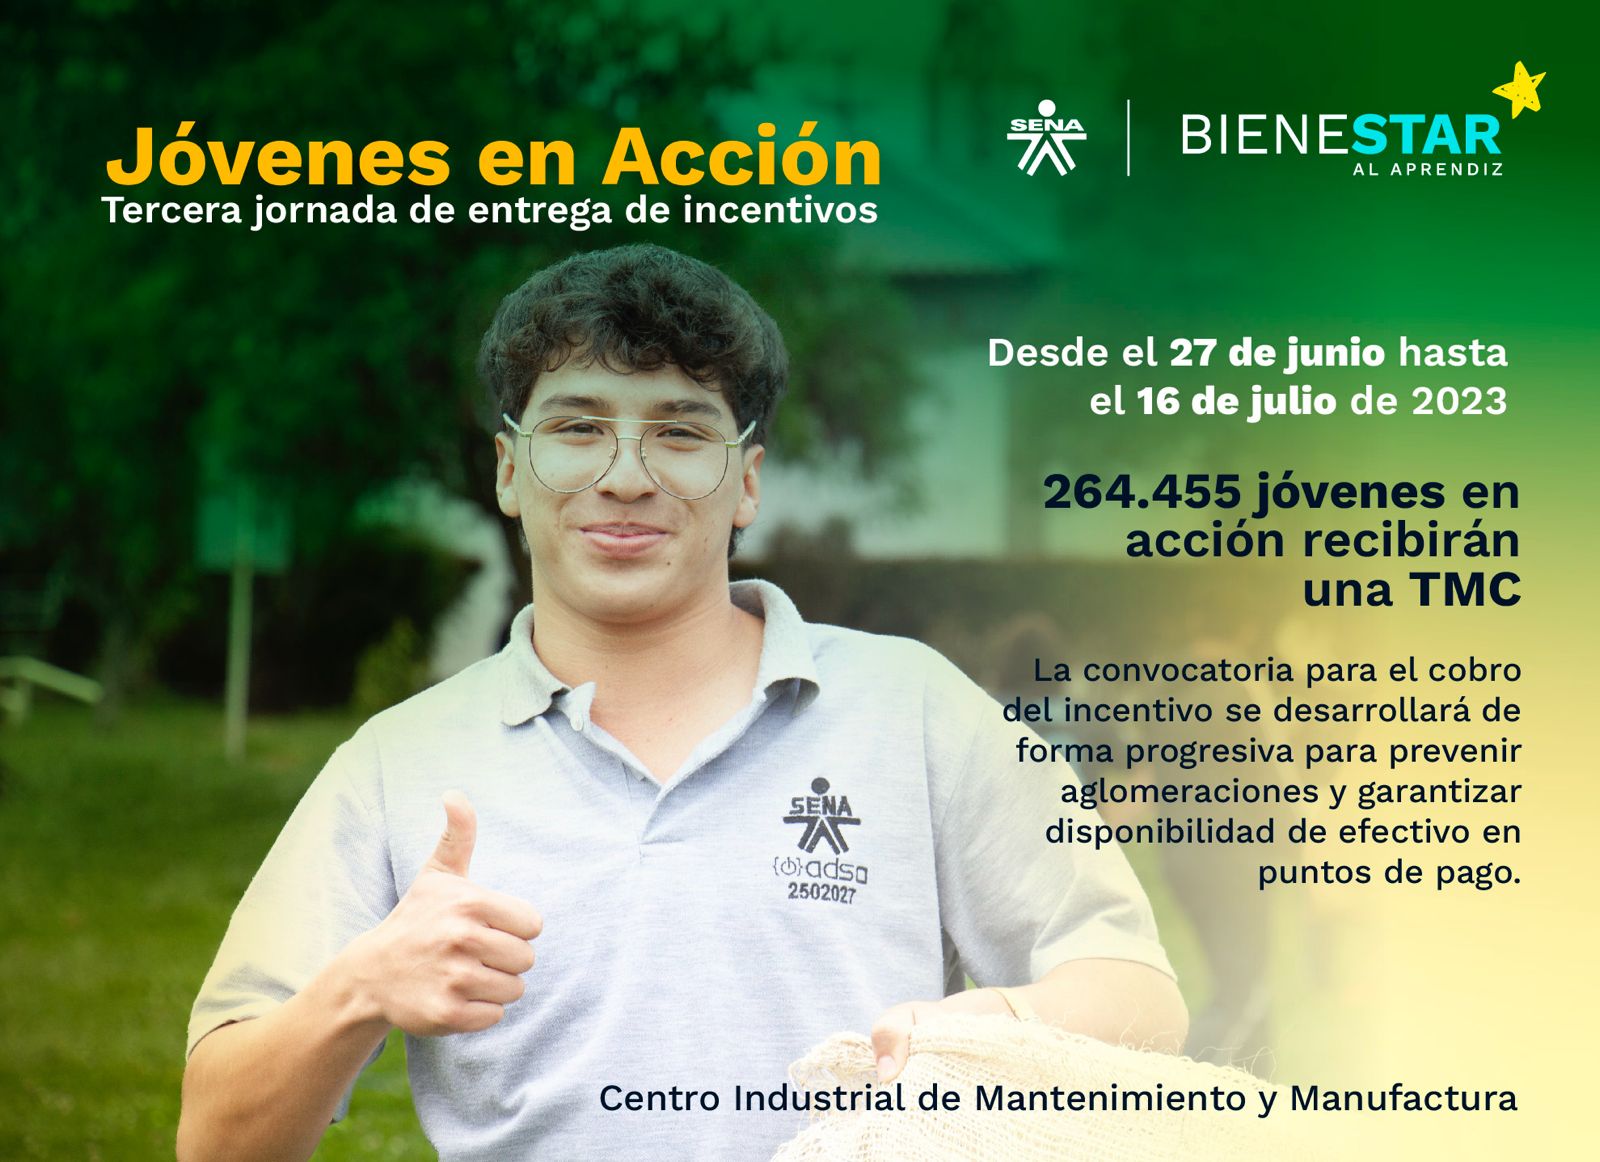 Jóvenes en Acción
Tercera jornada de entrega de incentivos
SENA
BIENESTAR
AL APRENDIZ
Desde el 27 de junio hasta
el 16 de julio de 2023
264.455 jóvenes en
acción recibirán
una TMC
La convocatoria para el cobro
del incentivo se desarrollará de
forma progresiva para prevenir
aglomeraciones y garantizar
disponibilidad de efectivo en
puntos de pago.
SENA
{⏻}adso
2502027
Centro Industrial de Mantenimiento y Manufactura